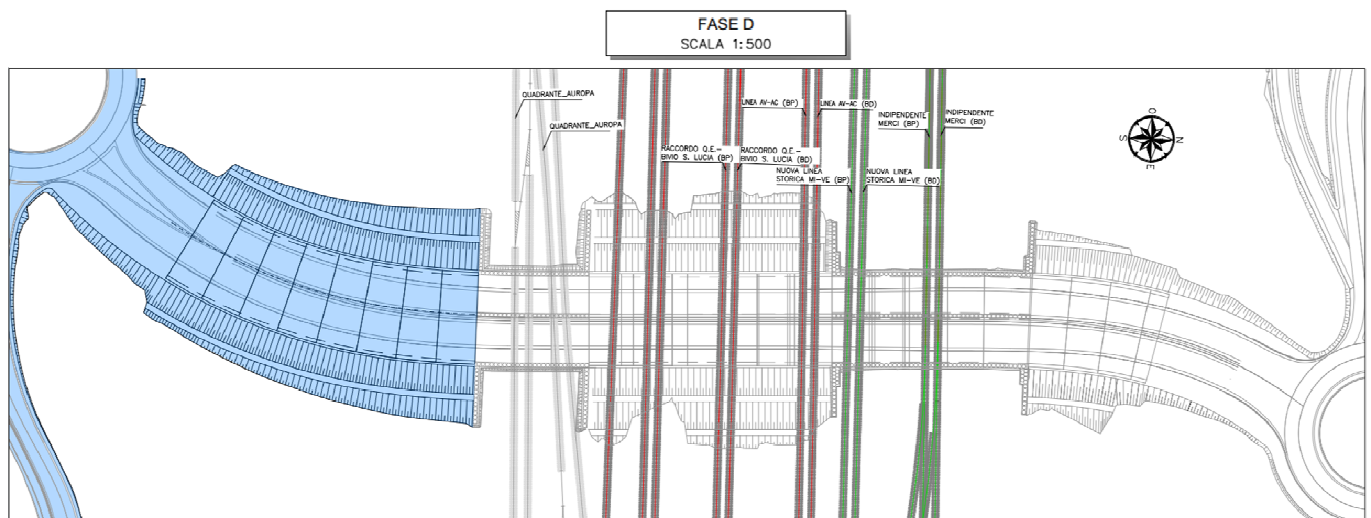 FASE D
SCALA 1:500
QUADRANTE_AUROPA
QUADRANTE_AUROPA
LINEA AV-AC (BP)
LINEA AV-AC (BD)
INDIPENDENTE
MERCI (BP)
INDIPENDENTE
MERCI (BD)
RACCORDO Q.E.-
BIVIO S. LUCIA (BP)
RACCORDO Q.E.-
BIVIO S. LUCIA (BD)
NUOVA LINEA
STORICA MI-VE (BP)
NUOVA LINEA
STORICA MI-VE (BD)
O
S
N
E